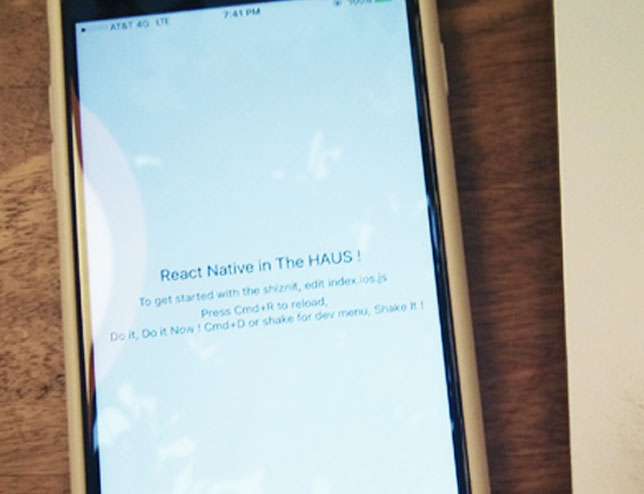 AT&T 4G LTE 7:41 PM 100%
React Native in The HAUS !
To get started with the shiznit, edit index.ios.js
Press Cmd+R to reload,
Do it, Do it Now ! Cmd+D or shake for dev menu, Shake It !